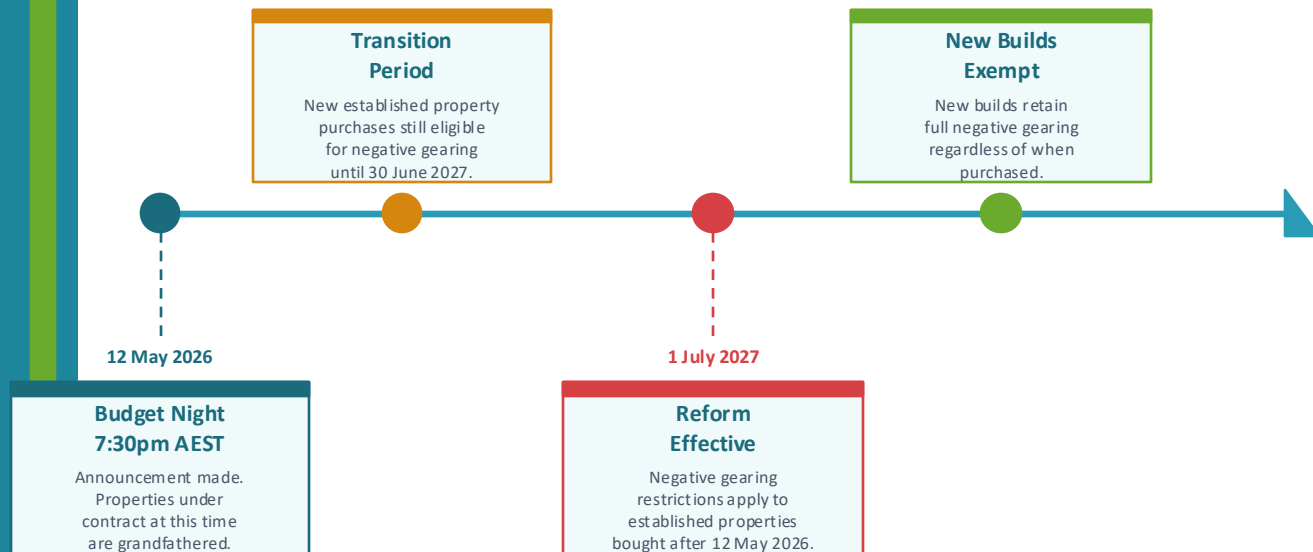 Transition
Period
New established property
purchases still eligible
for negative gearing
until 30 June 2027.
New Builds
Exempt
New builds retain
full negative gearing
regardless of when
purchased.
12 May 2026
Budget Night
7:30pm AEST
Announcement made.
Properties under
contract at this time
are grandfathered.
1 July 2027
Reform
Effective
Negative gearing
restrictions apply to
established properties
bought after 12 May 2026.